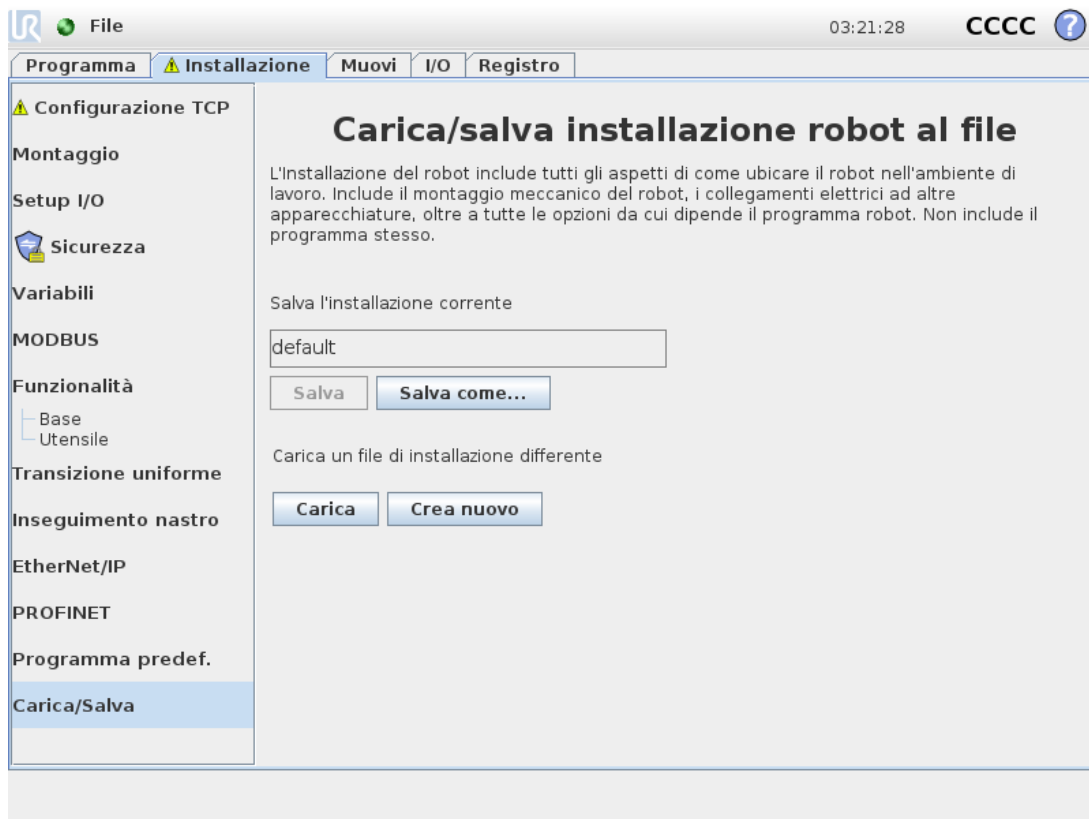 UR File 03:21:28 CCCC ?
Programma Installazione Muovi I/O Registro
Configurazione TCP
Montaggio
Setup I/O
Sicurezza
Variabili
MODBUS
Funzionalità
Base
Utensile
Transizione uniforme
Inseguimento nastro
EtherNet/IP
PROFINET
Programma predef.
Carica/Salva
Carica/salva installazione robot al file
L'Installazione del robot include tutti gli aspetti di come ubicare il robot nell'ambiente di
lavoro. Include il montaggio meccanico del robot, i collegamenti elettrici ad altre
apparecchiature, oltre a tutte le opzioni da cui dipende il programma robot. Non include il
programma stesso.
Salva l'installazione corrente
default
Salva Salva come...
Carica un file di installazione differente
Carica Crea nuovo